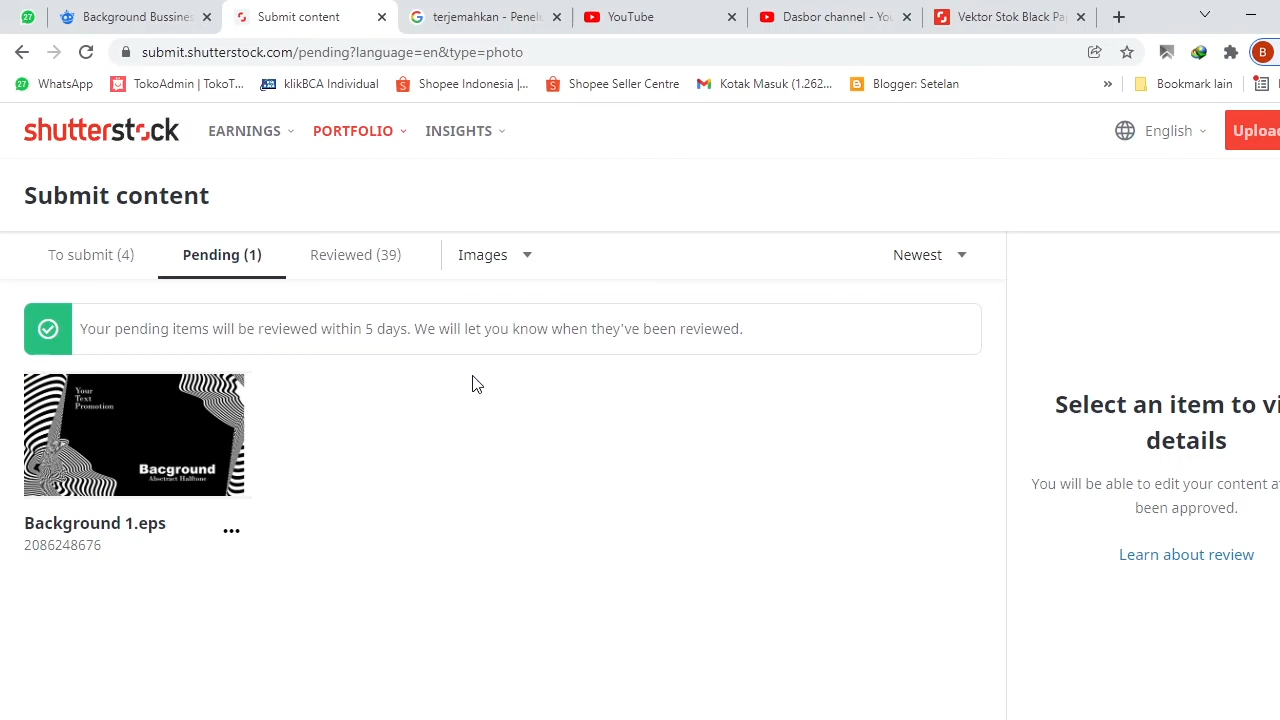 27
Background Bussines
Submit content
terjemahkan - Penelu
YouTube
Dasbor channel - You
Vektor Stok Black Pa
submit.shutterstock.com/pending?language=en&type=photo
B
27
WhatsApp
TokoAdmin | TokoT...
klikBCA Individual
Shopee Indonesia |...
Shopee Seller Centre
Kotak Masuk (1.262...
Blogger: Setelan
»
Bookmark lain
shutterstock
EARNINGS
PORTFOLIO
INSIGHTS
English
Upload
Submit content
To submit (4)
Pending (1)
Reviewed (39)
Images
Newest
Your pending items will be reviewed within 5 days. We will let you know when they've been reviewed.
Your
Text
Promotion
Bacground
Abstract Halftone
Background 1.eps
2086248676
Select an item to vi
details
You will be able to edit your content a
been approved.
Learn about review